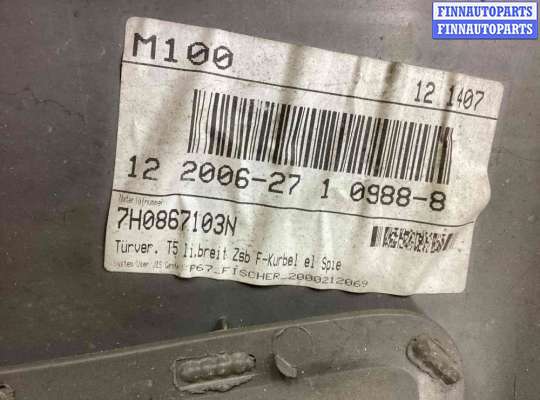 FINNAUTOPARTS
FINNAUTOPARTS
M100
12 1407
12 2006-27 1 0988-8
7H0867103N
Türver. T5 li.breit Zsb F-Kurbel el Spie
P67_FISCHER_2000212069